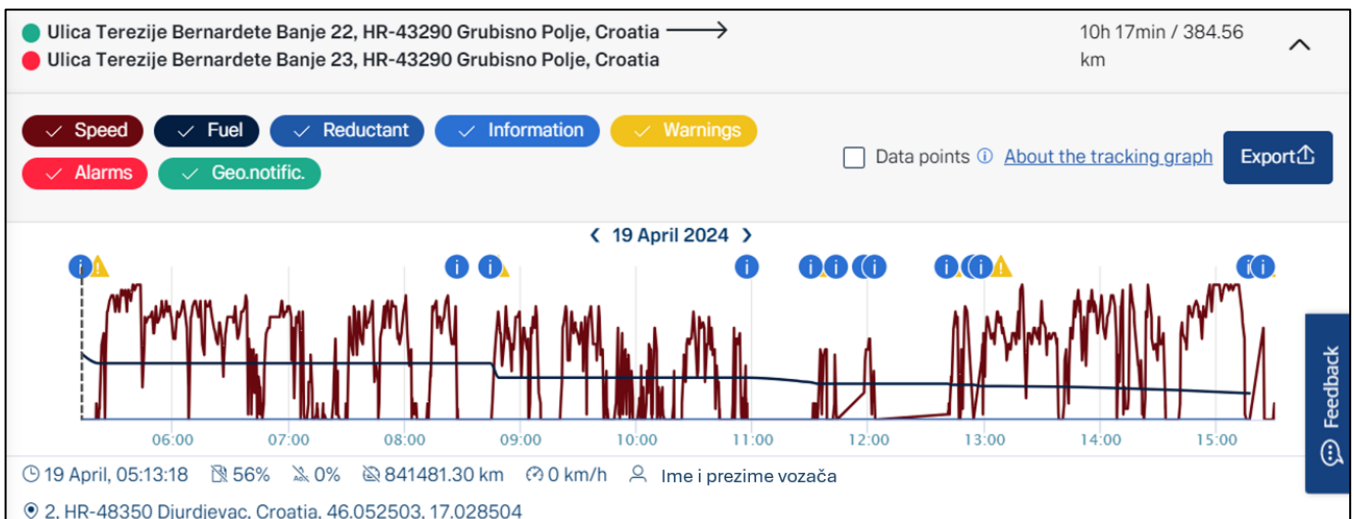 Ulica Terezije Bernardete Banje 22, HR-43290 Grubisno Polje, Croatia
Ulica Terezije Bernardete Banje 23, HR-43290 Grubisno Polje, Croatia
10h 17min / 384.56
km
Speed Fuel Reductant Information Warnings
Alarms Geo.notific.
Data points About the tracking graph Export
19 April 2024
06:00 07:00 08:00 09:00 10:00 11:00 12:00 13:00 14:00 15:00
Feedback
19 April, 05:13:18 56% 0% 841481.30 km 0 km/h Ime i prezime vozača
2, HR-48350 Djurdjevac, Croatia, 46.052503, 17.028504